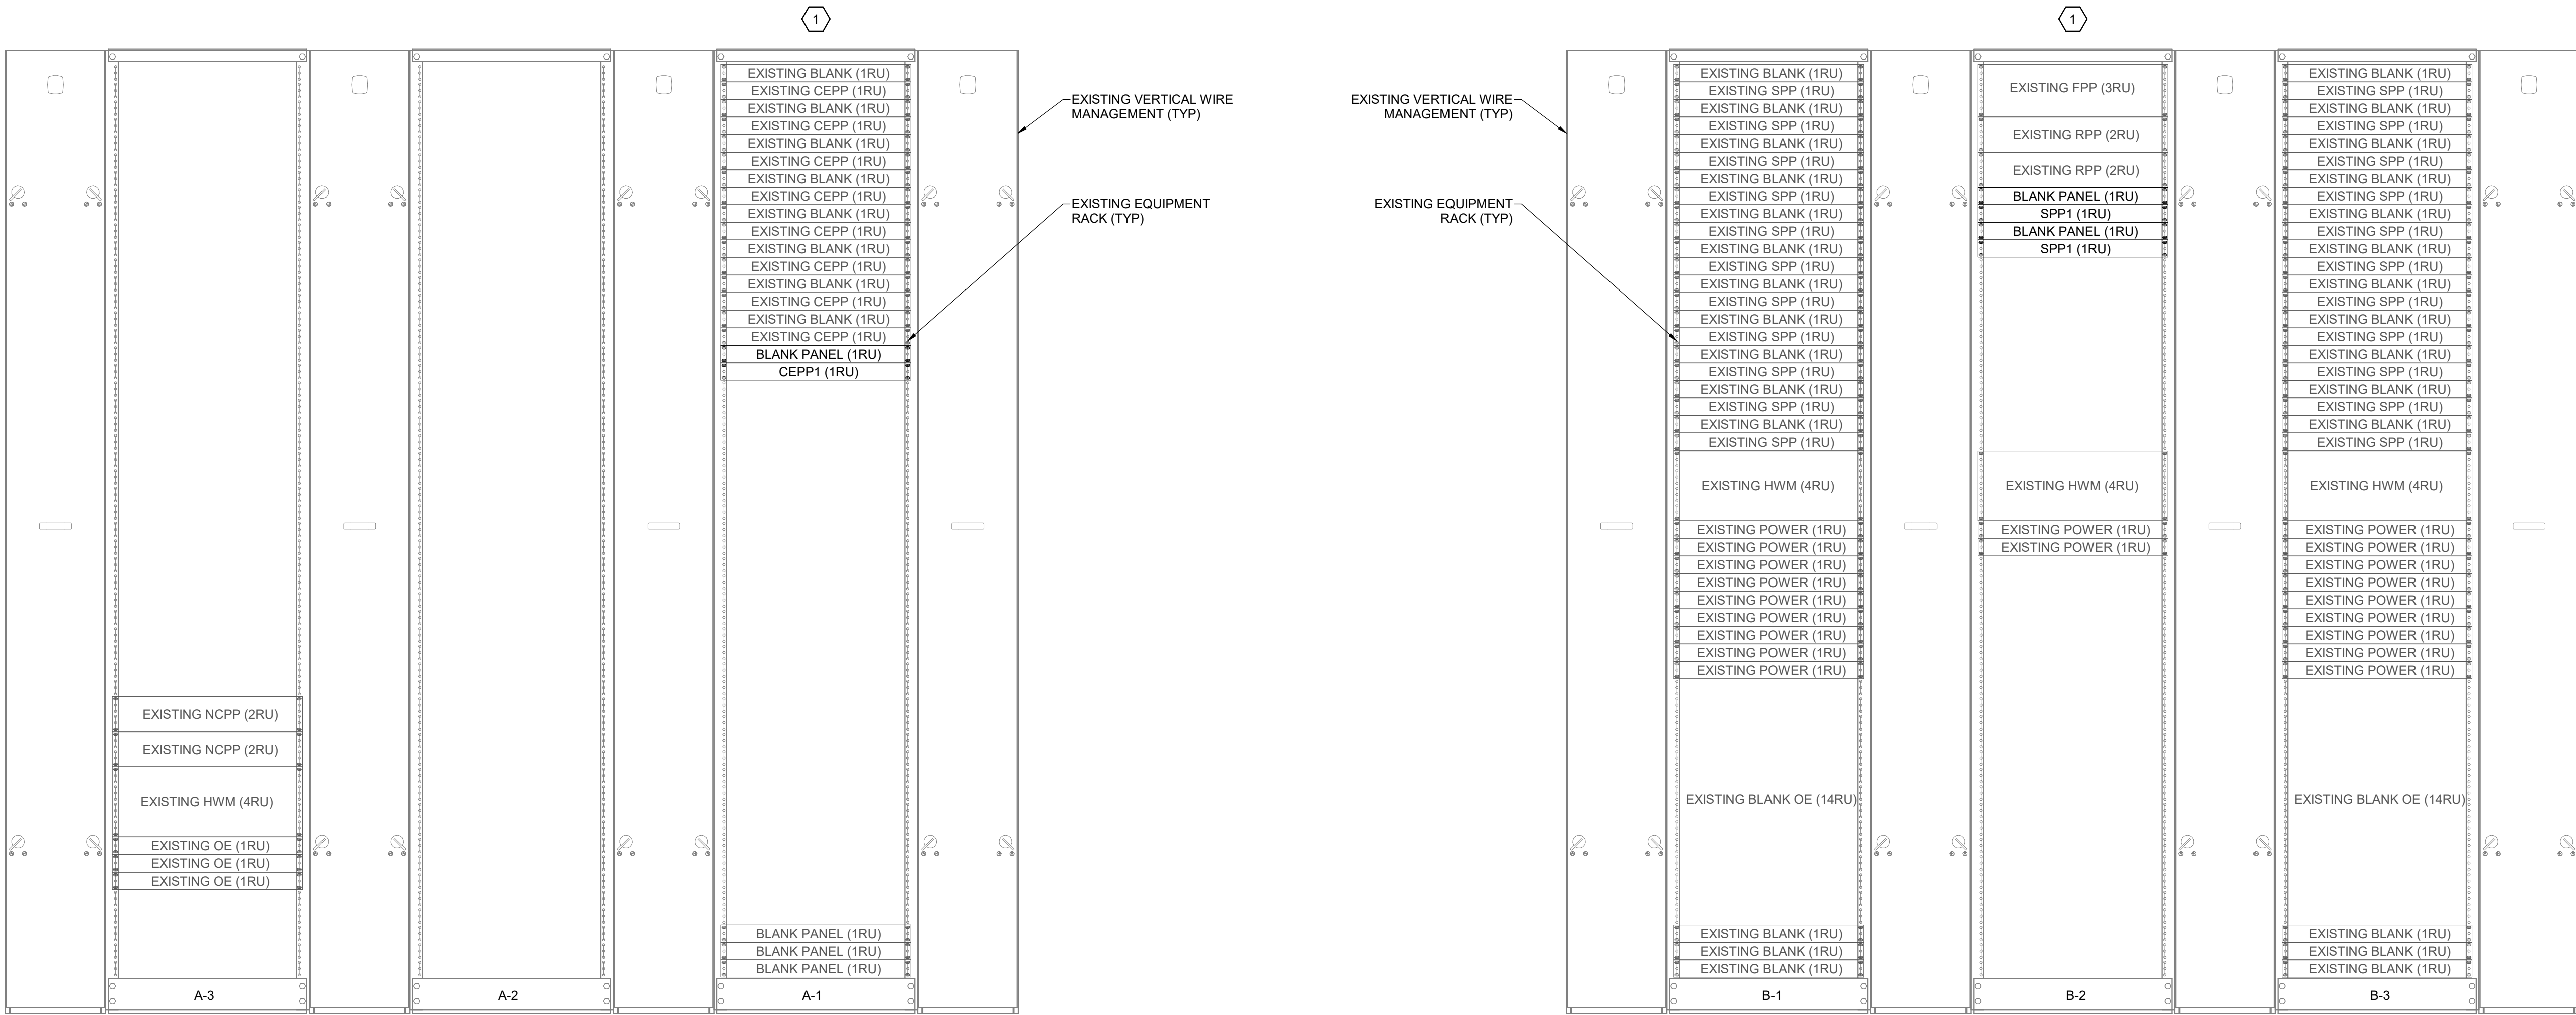 1
1
EXISTING BLANK (1RU)
EXISTING CEPP (1RU)
EXISTING BLANK (1RU)
EXISTING CEPP (1RU)
EXISTING BLANK (1RU)
EXISTING CEPP (1RU)
EXISTING BLANK (1RU)
EXISTING CEPP (1RU)
EXISTING BLANK (1RU)
EXISTING CEPP (1RU)
EXISTING BLANK (1RU)
EXISTING CEPP (1RU)
EXISTING BLANK (1RU)
EXISTING CEPP (1RU)
EXISTING BLANK (1RU)
EXISTING CEPP (1RU)
BLANK PANEL (1RU)
CEPP1 (1RU)
BLANK PANEL (1RU)
BLANK PANEL (1RU)
BLANK PANEL (1RU)
A-1
EXISTING NCPP (2RU)
EXISTING NCPP (2RU)
EXISTING HWM (4RU)
EXISTING OE (1RU)
EXISTING OE (1RU)
EXISTING OE (1RU)
A-3
A-2
EXISTING VERTICAL WIRE
MANAGEMENT (TYP)
EXISTING EQUIPMENT
RACK (TYP)
EXISTING VERTICAL WIRE
MANAGEMENT (TYP)
EXISTING EQUIPMENT
RACK (TYP)
EXISTING BLANK (1RU)
EXISTING SPP (1RU)
EXISTING BLANK (1RU)
EXISTING SPP (1RU)
EXISTING BLANK (1RU)
EXISTING SPP (1RU)
EXISTING BLANK (1RU)
EXISTING SPP (1RU)
EXISTING BLANK (1RU)
EXISTING SPP (1RU)
EXISTING BLANK (1RU)
EXISTING SPP (1RU)
EXISTING BLANK (1RU)
EXISTING SPP (1RU)
EXISTING BLANK (1RU)
EXISTING SPP (1RU)
EXISTING BLANK (1RU)
EXISTING SPP (1RU)
EXISTING BLANK (1RU)
EXISTING SPP (1RU)
EXISTING BLANK (1RU)
EXISTING SPP (1RU)
EXISTING HWM (4RU)
EXISTING POWER (1RU)
EXISTING POWER (1RU)
EXISTING POWER (1RU)
EXISTING POWER (1RU)
EXISTING POWER (1RU)
EXISTING POWER (1RU)
EXISTING POWER (1RU)
EXISTING POWER (1RU)
EXISTING POWER (1RU)
EXISTING BLANK OE (14RU)
EXISTING BLANK (1RU)
EXISTING BLANK (1RU)
EXISTING BLANK (1RU)
B-1
EXISTING FPP (3RU)
EXISTING RPP (2RU)
EXISTING RPP (2RU)
BLANK PANEL (1RU)
SPP1 (1RU)
BLANK PANEL (1RU)
SPP1 (1RU)
EXISTING HWM (4RU)
EXISTING POWER (1RU)
EXISTING POWER (1RU)
B-2
EXISTING BLANK (1RU)
EXISTING SPP (1RU)
EXISTING BLANK (1RU)
EXISTING SPP (1RU)
EXISTING BLANK (1RU)
EXISTING SPP (1RU)
EXISTING BLANK (1RU)
EXISTING SPP (1RU)
EXISTING BLANK (1RU)
EXISTING SPP (1RU)
EXISTING BLANK (1RU)
EXISTING SPP (1RU)
EXISTING BLANK (1RU)
EXISTING SPP (1RU)
EXISTING BLANK (1RU)
EXISTING SPP (1RU)
EXISTING BLANK (1RU)
EXISTING SPP (1RU)
EXISTING BLANK (1RU)
EXISTING SPP (1RU)
EXISTING BLANK (1RU)
EXISTING SPP (1RU)
EXISTING HWM (4RU)
EXISTING POWER (1RU)
EXISTING POWER (1RU)
EXISTING POWER (1RU)
EXISTING POWER (1RU)
EXISTING POWER (1RU)
EXISTING POWER (1RU)
EXISTING POWER (1RU)
EXISTING POWER (1RU)
EXISTING POWER (1RU)
EXISTING BLANK OE (14RU)
EXISTING BLANK (1RU)
EXISTING BLANK (1RU)
EXISTING BLANK (1RU)
B-3